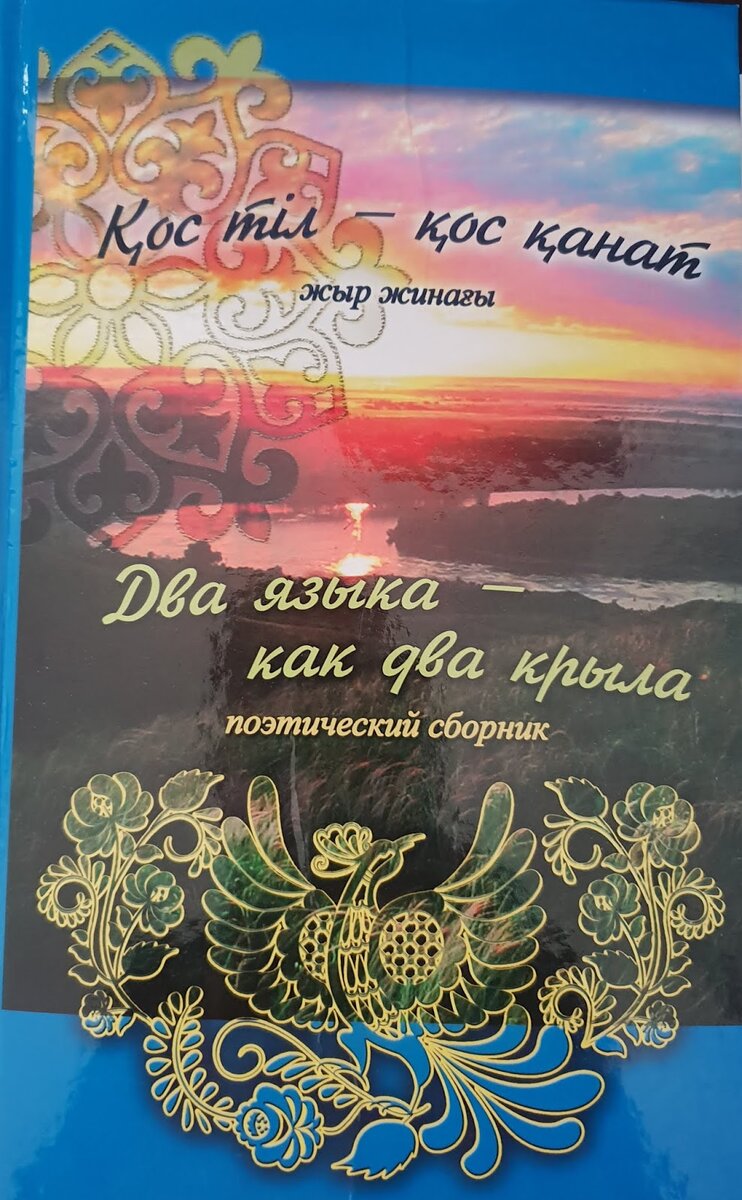 Қос тіл – қос қанат
жыр жинағы
Два языка –
как два крыла
поэтический сборник